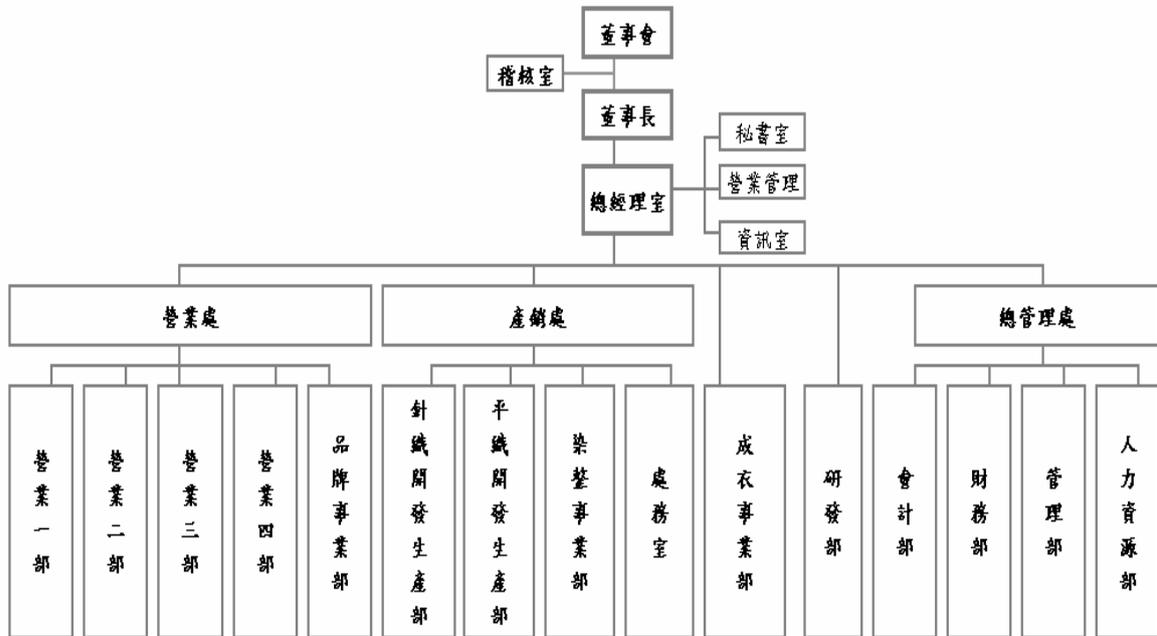 董事會
稽核室
董事長
秘書室
總經理室
營業管理
資訊室
營業處
產銷處
總管理處
營業一部
營業二部
營業三部
營業四部
品牌事業部
針織開發生產部
平織開發生產部
染整事業部
處務室
成衣事業部
研發部
會計部
財務部
管理部
人力資源部